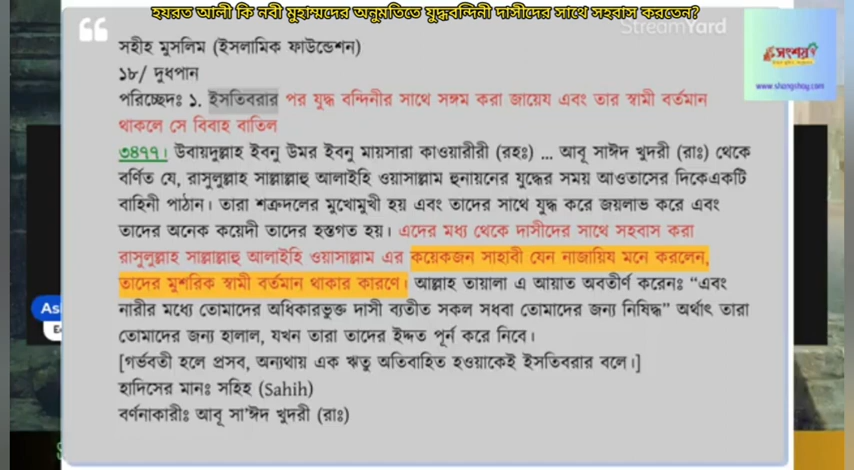 হযরত আলী কি নবী মুহাম্মদের অনুমতিতে যুদ্ধবন্দিনী দাসীদের সাথে সহবাস করতেন?
StreamYard
সংশয়
www.shongshoy.com
সহীহ মুসলিম (ইসলামিক ফাউন্ডেশন)
১৮/ দুধপান
পরিচ্ছেদঃ ১. ইসতিবরার পর যুদ্ধ বন্দিনীর সাথে সঙ্গম করা জায়েয এবং তার স্বামী বর্তমান
থাকলে সে বিবাহ বাতিল
৩৪৭৭। উবায়দুল্লাহ ইবনু উমর ইবনু মায়সারা কাওয়ারীরী (রহঃ) ... আবূ সাঈদ খুদরী (রাঃ) থেকে
বর্ণিত যে, রাসুলুল্লাহ সাল্লাল্লাহু আলাইহি ওয়াসাল্লাম হুনায়নের যুদ্ধের সময় আওতাসের দিকেএকটি
বাহিনী পাঠান। তারা শত্রুদলের মুখোমুখী হয় এবং তাদের সাথে যুদ্ধ করে জয়লাভ করে এবং
তাদের অনেক কয়েদী তাদের হস্তগত হয়। এদের মধ্য থেকে দাসীদের সাথে সহবাস করা
রাসুলুল্লাহ সাল্লাল্লাহু আলাইহি ওয়াসাল্লাম এর কয়েকজন সাহাবী যেন নাজায়িয মনে করলেন,
তাদের মুশরিক স্বামী বর্তমান থাকার কারণে। আল্লাহ তায়ালা এ আয়াত অবতীর্ণ করেনঃ “এবং
নারীর মধ্যে তোমাদের অধিকারভুক্ত দাসী ব্যতীত সকল সধবা তোমাদের জন্য নিষিদ্ধ” অর্থাৎ তারা
তোমাদের জন্য হালাল, যখন তারা তাদের ইদ্দত পূর্ন করে নিবে।
[গর্ভবতী হলে প্রসব, অন্যথায় এক ঋতু অতিবাহিত হওয়াকেই ইসতিবরার বলে।]
হাদিসের মানঃ সহিহ (Sahih)
বর্ণনাকারীঃ আবূ সা’ঈদ খুদরী (রাঃ)